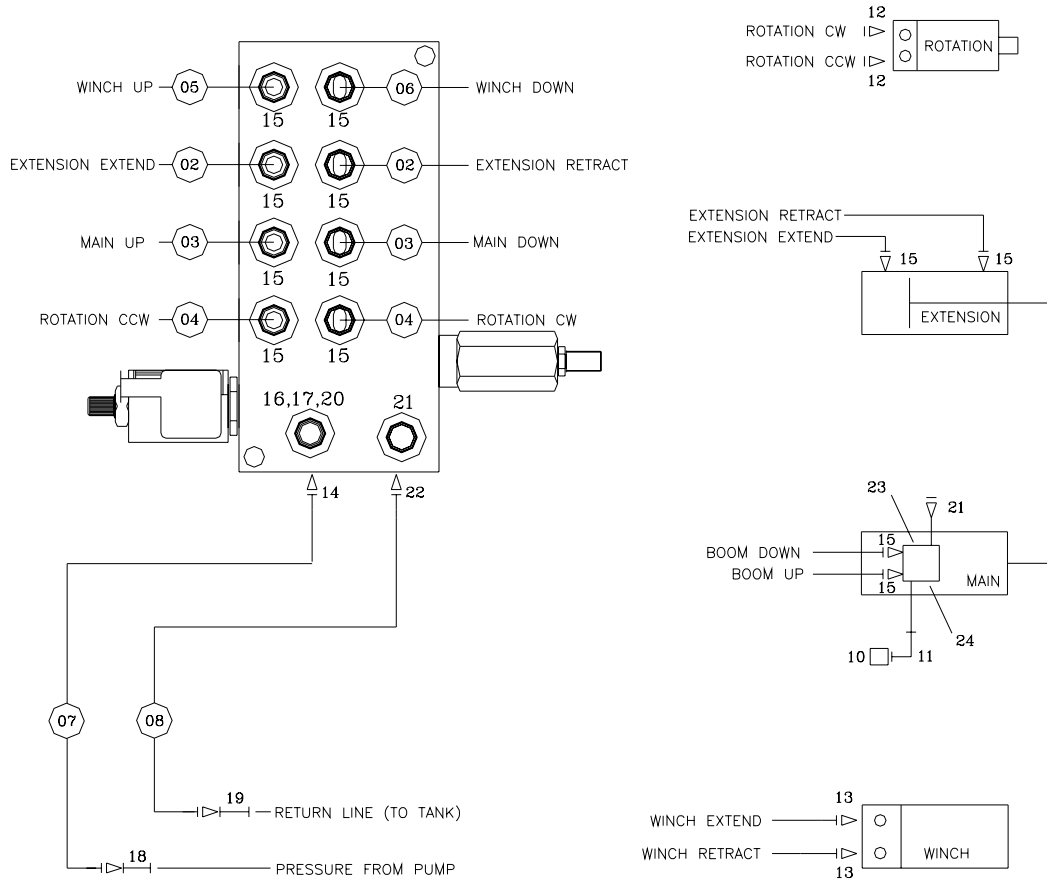 WINCH UP 05 06 WINCH DOWN
15 15
EXTENSION EXTEND 02 02 EXTENSION RETRACT
15 15
MAIN UP 03 03 MAIN DOWN
15 15
ROTATION CCW 04 04 ROTATION CW
15 15
16,17,20 21
14 22
07 08
19 RETURN LINE (TO TANK)
18 PRESSURE FROM PUMP
12
ROTATION CW
ROTATION CCW
ROTATION
12
EXTENSION RETRACT
EXTENSION EXTEND
15 15
EXTENSION
23 21
15
BOOM DOWN
BOOM UP
MAIN
15
24
10 11
13
WINCH EXTEND
WINCH RETRACT
WINCH
13